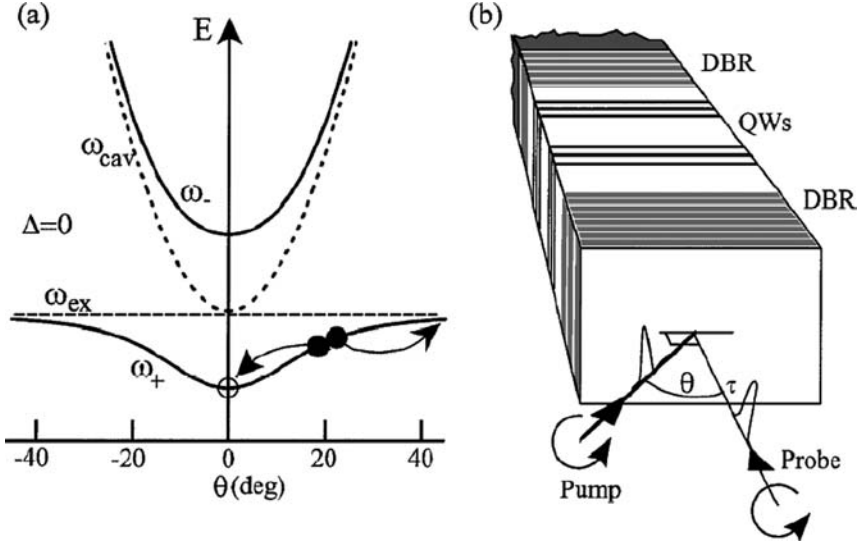 (a)
E
ω_cav
ω_-
Δ=0
ω_ex
ω_+
-40 -20 0 20 40
θ(deg)
(b)
DBR
QWs
DBR
θ τ
Pump
Probe